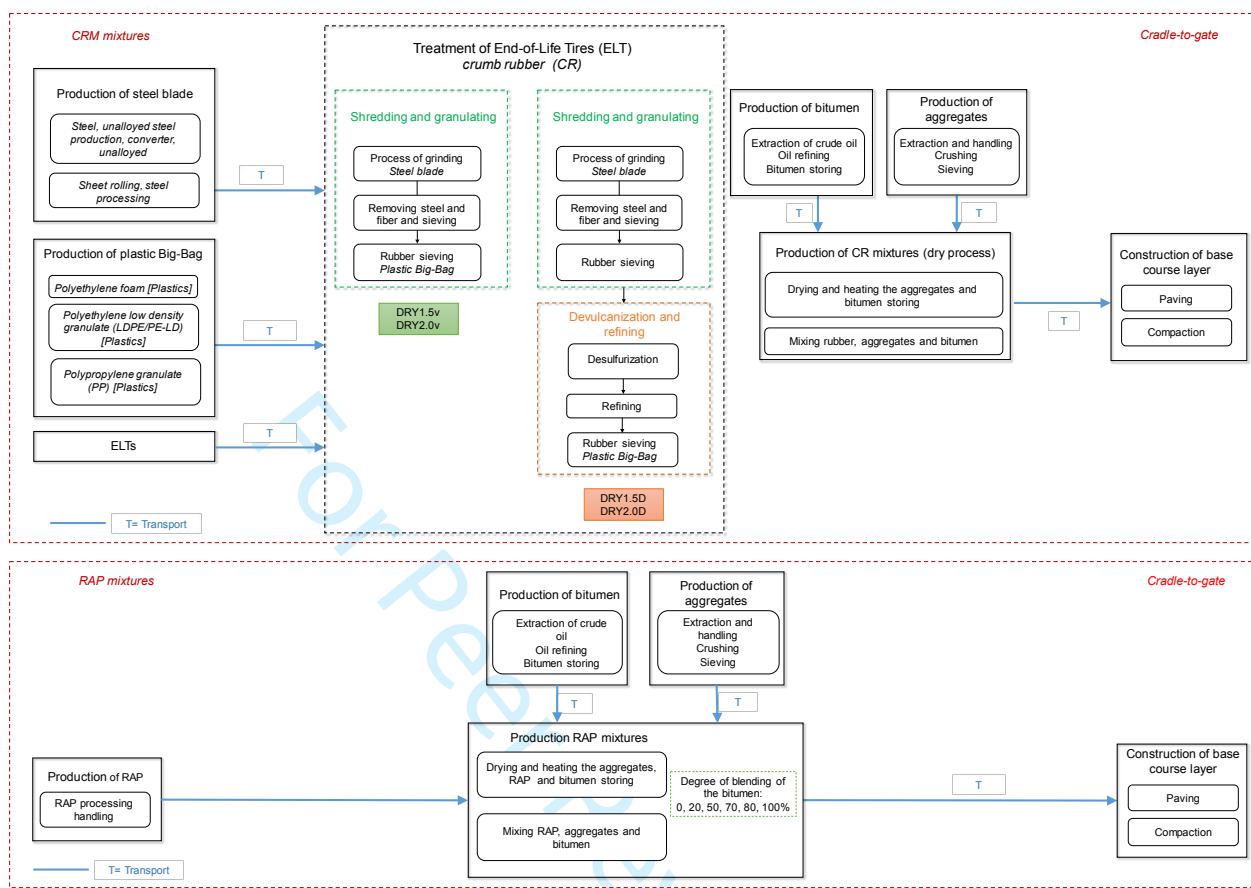 CRM mixtures
Cradle-to-gate
Production of steel blade
Steel, unalloyed steel
production, converter,
unalloyed
Sheet rolling, steel
processing
T
Production of plastic Big-Bag
Polyethylene foam [Plastics]
Polyethylene low density
granulate (LDPE/PE-LD)
[Plastics]
Polypropylene granulate
(PP) [Plastics]
T
ELTs
T
T= Transport
Treatment of End-of-Life Tires (ELT)
crumb rubber (CR)
Shredding and granulating
Process of grinding
Steel blade
Removing steel and
fiber and sieving
Rubber sieving
Plastic Big-Bag
DRY1.5v
DRY2.0v
Shredding and granulating
Process of grinding
Steel blade
Removing steel and
fiber and sieving
Rubber sieving
Devulcanization and
refining
Desulfurization
Refining
Rubber sieving
Plastic Big-Bag
DRY1.5D
DRY2.0D
Production of bitumen
Extraction of crude oil
Oil refining
Bitumen storing
T
Production of
aggregates
Extraction and handling
Crushing
Sieving
T
Production of CR mixtures (dry process)
Drying and heating the aggregates and
bitumen storing
Mixing rubber, aggregates and bitumen
T
Construction of base
course layer
Paving
Compaction
RAP mixtures
Cradle-to-gate
Production of bitumen
Extraction of crude
oil
Oil refining
Bitumen storing
T
Production of
aggregates
Extraction and
handling
Crushing
Sieving
T
Production of RAP
RAP processing
handling
Production RAP mixtures
Drying and heating the aggregates,
RAP and bitumen storing
Mixing RAP, aggregates and
bitumen
Degree of blending of
the bitumen:
0, 20, 50, 70, 80, 100%
T
Construction of base
course layer
Paving
Compaction
T= Transport
For Peer